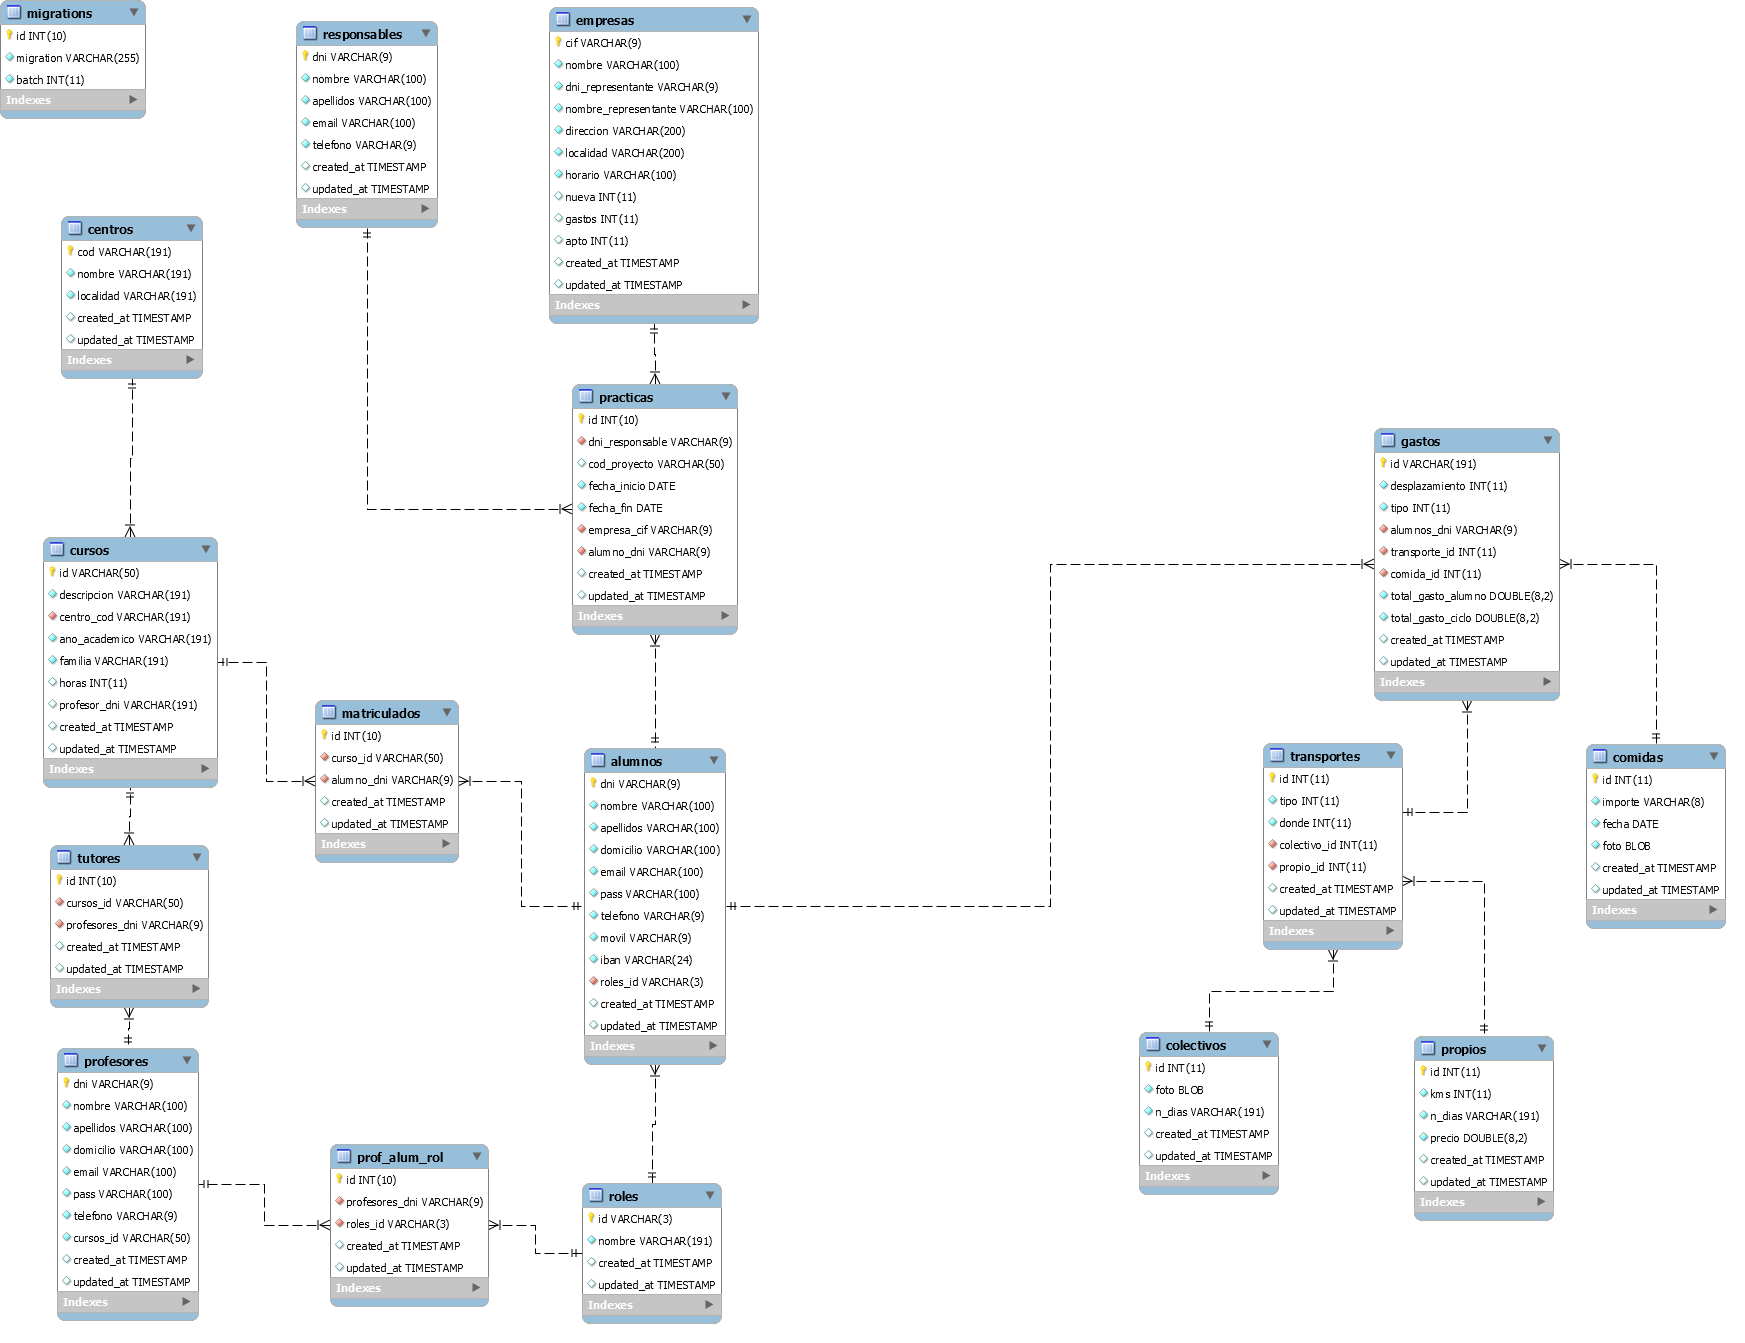 migrations
id INT(10)
migration VARCHAR(255)
batch INT(11)
Indexes
responsables
dni VARCHAR(9)
nombre VARCHAR(100)
apellidos VARCHAR(100)
email VARCHAR(100)
telefono VARCHAR(9)
created_at TIMESTAMP
updated_at TIMESTAMP
Indexes
empresas
cif VARCHAR(9)
nombre VARCHAR(100)
dni_representante VARCHAR(9)
nombre_representante VARCHAR(100)
direccion VARCHAR(200)
localidad VARCHAR(200)
horario VARCHAR(100)
nueva INT(11)
gastos INT(11)
apto INT(11)
created_at TIMESTAMP
updated_at TIMESTAMP
Indexes
centros
cod VARCHAR(191)
nombre VARCHAR(191)
localidad VARCHAR(191)
created_at TIMESTAMP
updated_at TIMESTAMP
Indexes
practicas
id INT(10)
dni_responsable VARCHAR(9)
cod_proyecto VARCHAR(50)
fecha_inicio DATE
fecha_fin DATE
empresa_cif VARCHAR(9)
alumno_dni VARCHAR(9)
created_at TIMESTAMP
updated_at TIMESTAMP
Indexes
gastos
id VARCHAR(191)
desplazamiento INT(11)
tipo INT(11)
alumnos_dni VARCHAR(9)
transporte_id INT(11)
comida_id INT(11)
total_gasto_alumno DOUBLE(8,2)
total_gasto_ciclo DOUBLE(8,2)
created_at TIMESTAMP
updated_at TIMESTAMP
Indexes
cursos
id VARCHAR(50)
descripcion VARCHAR(191)
centro_cod VARCHAR(191)
ano_academico VARCHAR(191)
familia VARCHAR(191)
horas INT(11)
profesor_dni VARCHAR(191)
created_at TIMESTAMP
updated_at TIMESTAMP
Indexes
matriculados
id INT(10)
curso_id VARCHAR(50)
alumno_dni VARCHAR(9)
created_at TIMESTAMP
updated_at TIMESTAMP
Indexes
alumnos
dni VARCHAR(9)
nombre VARCHAR(100)
apellidos VARCHAR(100)
domicilio VARCHAR(100)
email VARCHAR(100)
pass VARCHAR(100)
telefono VARCHAR(9)
movil VARCHAR(9)
iban VARCHAR(24)
roles_id VARCHAR(3)
created_at TIMESTAMP
updated_at TIMESTAMP
Indexes
transportes
id INT(11)
tipo INT(11)
donde INT(11)
colectivo_id INT(11)
propio_id INT(11)
created_at TIMESTAMP
updated_at TIMESTAMP
Indexes
comidas
id INT(11)
importe VARCHAR(8)
fecha DATE
foto BLOB
created_at TIMESTAMP
updated_at TIMESTAMP
Indexes
tutores
id INT(10)
cursos_id VARCHAR(50)
profesores_dni VARCHAR(9)
created_at TIMESTAMP
updated_at TIMESTAMP
Indexes
profesores
dni VARCHAR(9)
nombre VARCHAR(100)
apellidos VARCHAR(100)
domicilio VARCHAR(100)
email VARCHAR(100)
pass VARCHAR(100)
telefono VARCHAR(9)
cursos_id VARCHAR(50)
created_at TIMESTAMP
updated_at TIMESTAMP
Indexes
prof_alum_rol
id INT(10)
profesores_dni VARCHAR(9)
roles_id VARCHAR(3)
created_at TIMESTAMP
updated_at TIMESTAMP
Indexes
roles
id VARCHAR(3)
nombre VARCHAR(191)
created_at TIMESTAMP
updated_at TIMESTAMP
Indexes
colectivos
id INT(11)
foto BLOB
n_dias VARCHAR(191)
created_at TIMESTAMP
updated_at TIMESTAMP
Indexes
propios
id INT(11)
kms INT(11)
n_dias VARCHAR(191)
precio DOUBLE(8,2)
created_at TIMESTAMP
updated_at TIMESTAMP
Indexes